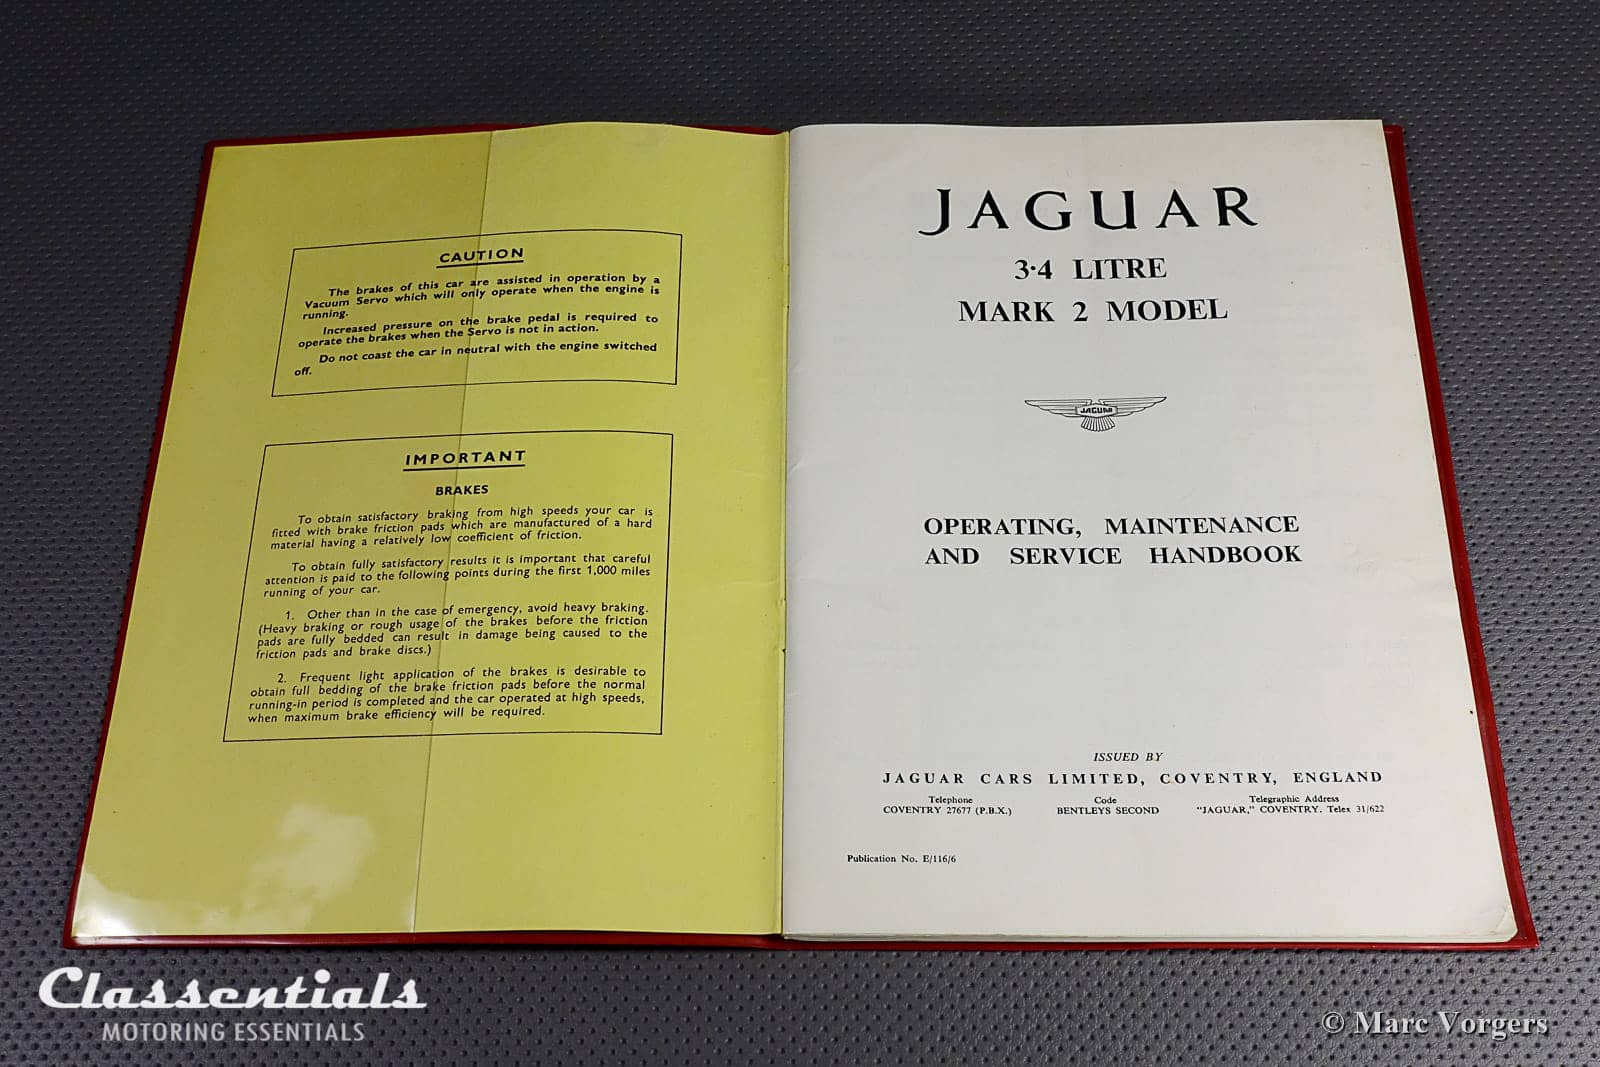 CAUTION
The brakes of this car are assisted in operation by a
Vacuum Servo which will only operate when the engine is
running.
Increased pressure on the brake pedal is required to
operate the brakes when the Servo is not in action.
Do not coast the car in neutral with the engine switched
off.
IMPORTANT
BRAKES
To obtain satisfactory braking from high speeds your car is
fitted with brake friction pads which are manufactured of a hard
material having a relatively low coefficient of friction.
To obtain fully satisfactory results it is important that careful
attention is paid to the following points during the first 1,000 miles
running of your car.
1. Other than in the case of emergency, avoid heavy braking.
(Heavy braking or rough usage of the brakes before the friction
pads are fully bedded can result in damage being caused to the
friction pads and brake discs.)
2. Frequent light application of the brakes is desirable to
obtain full bedding of the brake friction pads before the normal
running-in period is completed and the car operated at high speeds,
when maximum brake efficiency will be required.
JAGUAR
3·4 LITRE
MARK 2 MODEL
JAGUAR
OPERATING, MAINTENANCE
AND SERVICE HANDBOOK
ISSUED BY
JAGUAR CARS LIMITED, COVENTRY, ENGLAND
Telephone Code Telegraphic Address
COVENTRY 27677 (P.B.X.) BENTLEYS SECOND "JAGUAR," COVENTRY. Telex 31/622
Publication No. E/116/6
Classentials
MOTORING ESSENTIALS
© Marc Vorgers